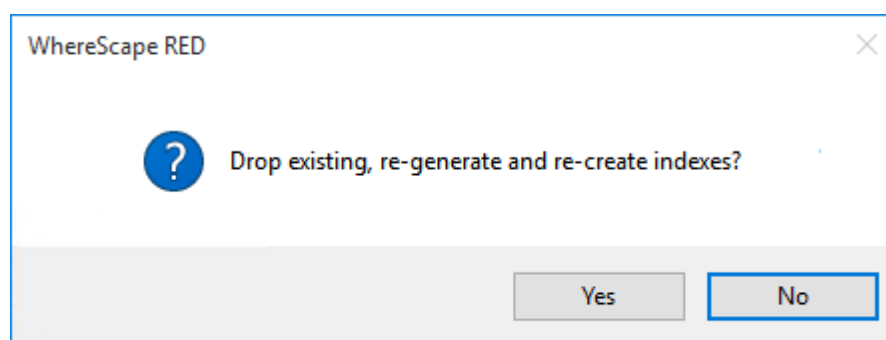 WhereScape RED
Drop existing, re-generate and re-create indexes?
Yes
No